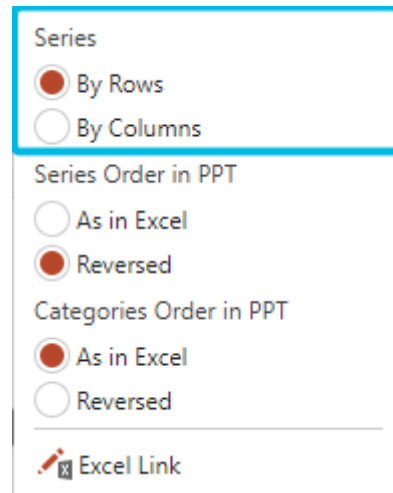 Series
By Rows
By Columns
Series Order in PPT
As in Excel
Reversed
Categories Order in PPT
As in Excel
Reversed
Excel Link